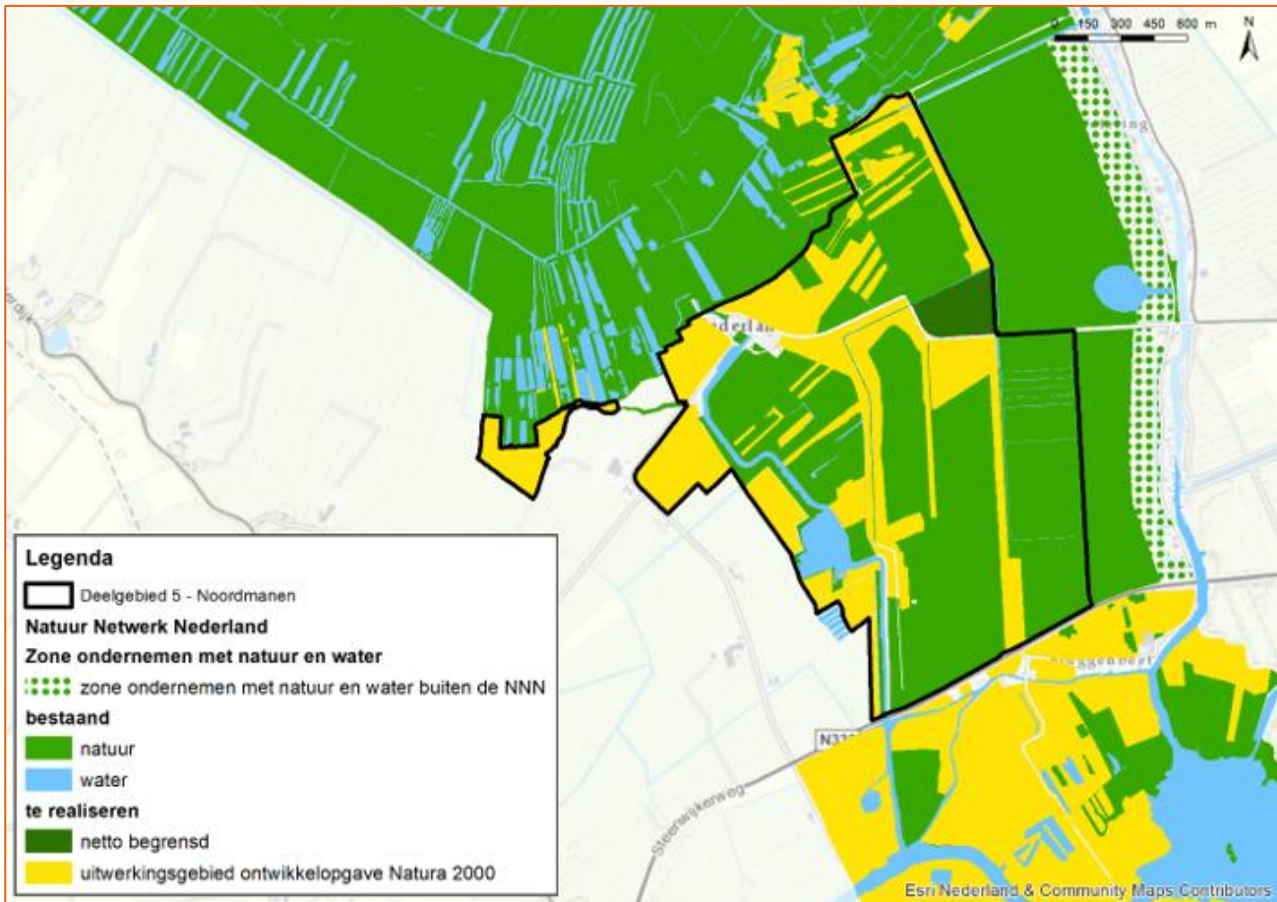 0 150 300 450 600 m
N
Legenda
Deelgebied 5 - Noordmanen
Natuur Netwerk Nederland
Zone ondernemen met natuur en water
zone ondernemen met natuur en water buiten de NNN
bestaand
natuur
water
te realiseren
netto begrensd
uitwerkingsgebied ontwikkelopgave Natura 2000
Steenwijkerweg
Esri Nederland & Community Maps Contributors